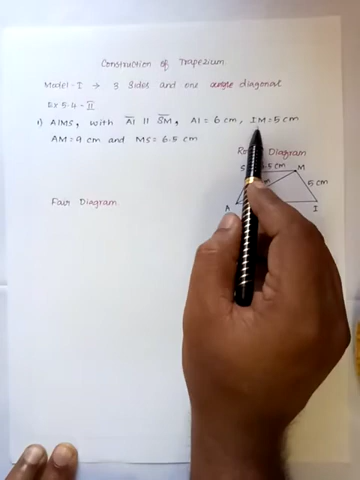 Construction of Trapezium
Model-I → 3 Sides and one angle diagonal
Ex 5.4 - II
1) AIMS, with AI || SM, AI = 6 cm, IM = 5 cm
AM = 9 cm and MS = 6.5 cm
Diagram
S 6.5 cm M
5 cm
A I
Fair Diagram